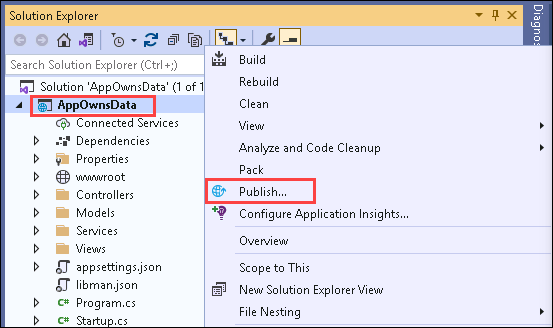 Solution Explorer
Search Solution Explorer (Ctrl+;)
Solution 'AppOwnsData' (1 of 1
AppOwnsData
Connected Services
Dependencies
Properties
wwwroot
Controllers
Models
Services
Views
appsettings.json
libman.json
Program.cs
Startup.cs
C#
C#
Build
Rebuild
Clean
View
Analyze and Code Cleanup
Pack
Publish...
Configure Application Insights...
Overview
Scope to This
New Solution Explorer View
File Nesting
Diagnos